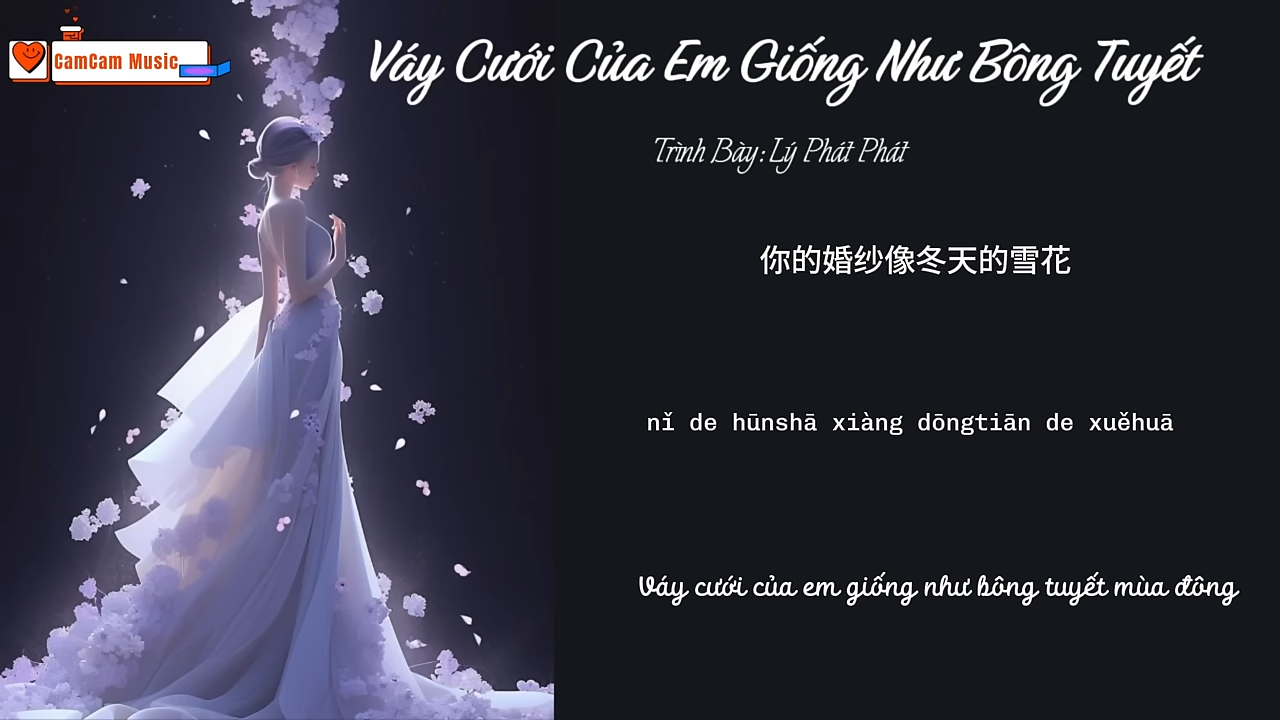 CamCam Music
Váy Cưới Của Em Giống Như Bông Tuyết
Trình Bày: Lý Phát Phát
你的婚纱像冬天的雪花
nǐ de hūnshā xiàng dōngtiān de xuěhuā
Váy cưới của em giống như bông tuyết mùa đông